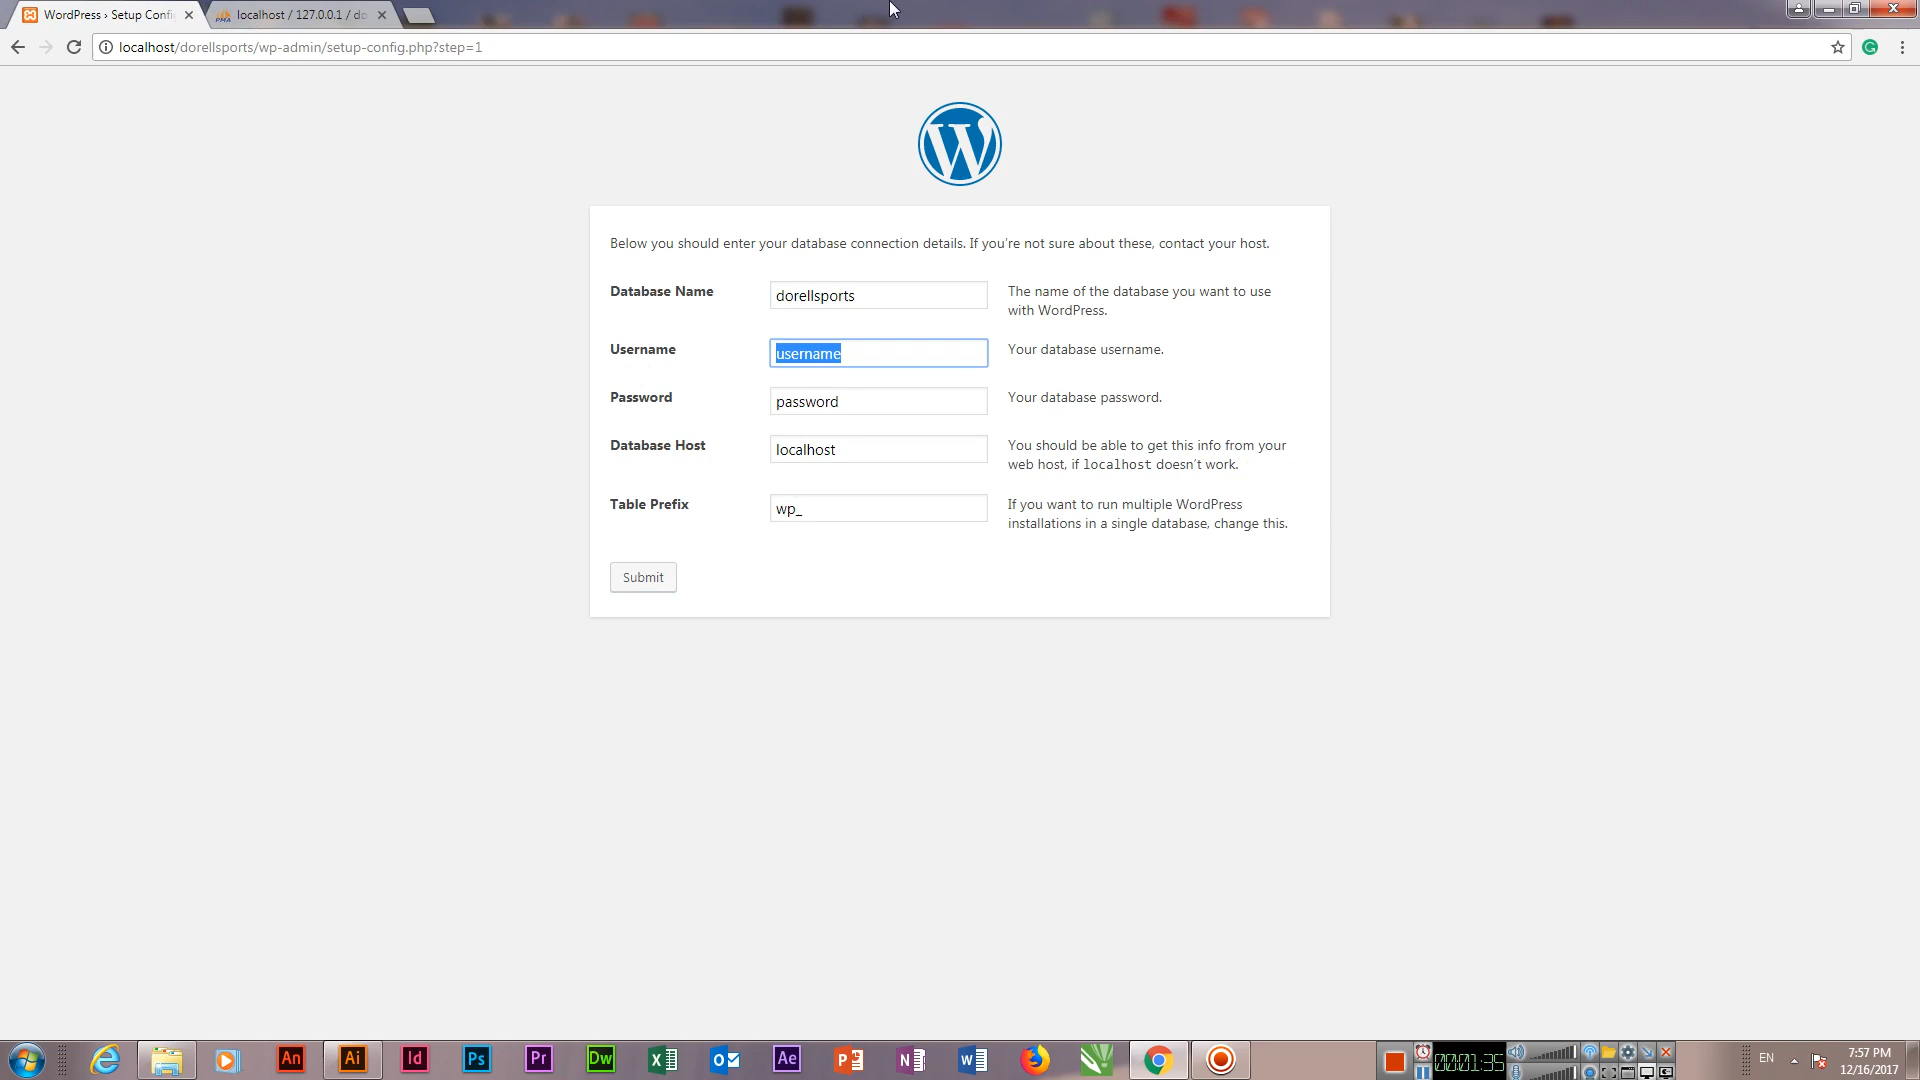 WordPress › Setup Confi
localhost / 127.0.0.1 / do
localhost/dorellsports/wp-admin/setup-config.php?step=1
Below you should enter your database connection details. If you're not sure about these, contact your host.
Database Name
dorellsports
The name of the database you want to use
with WordPress.
Username
username
Your database username.
Password
password
Your database password.
Database Host
localhost
You should be able to get this info from your
web host, if localhost doesn't work.
Table Prefix
wp_
If you want to run multiple WordPress
installations in a single database, change this.
Submit
An
Ai
Id
Ps
Pr
Dw
Ae
00:01:35
EN
7:57 PM
12/16/2017